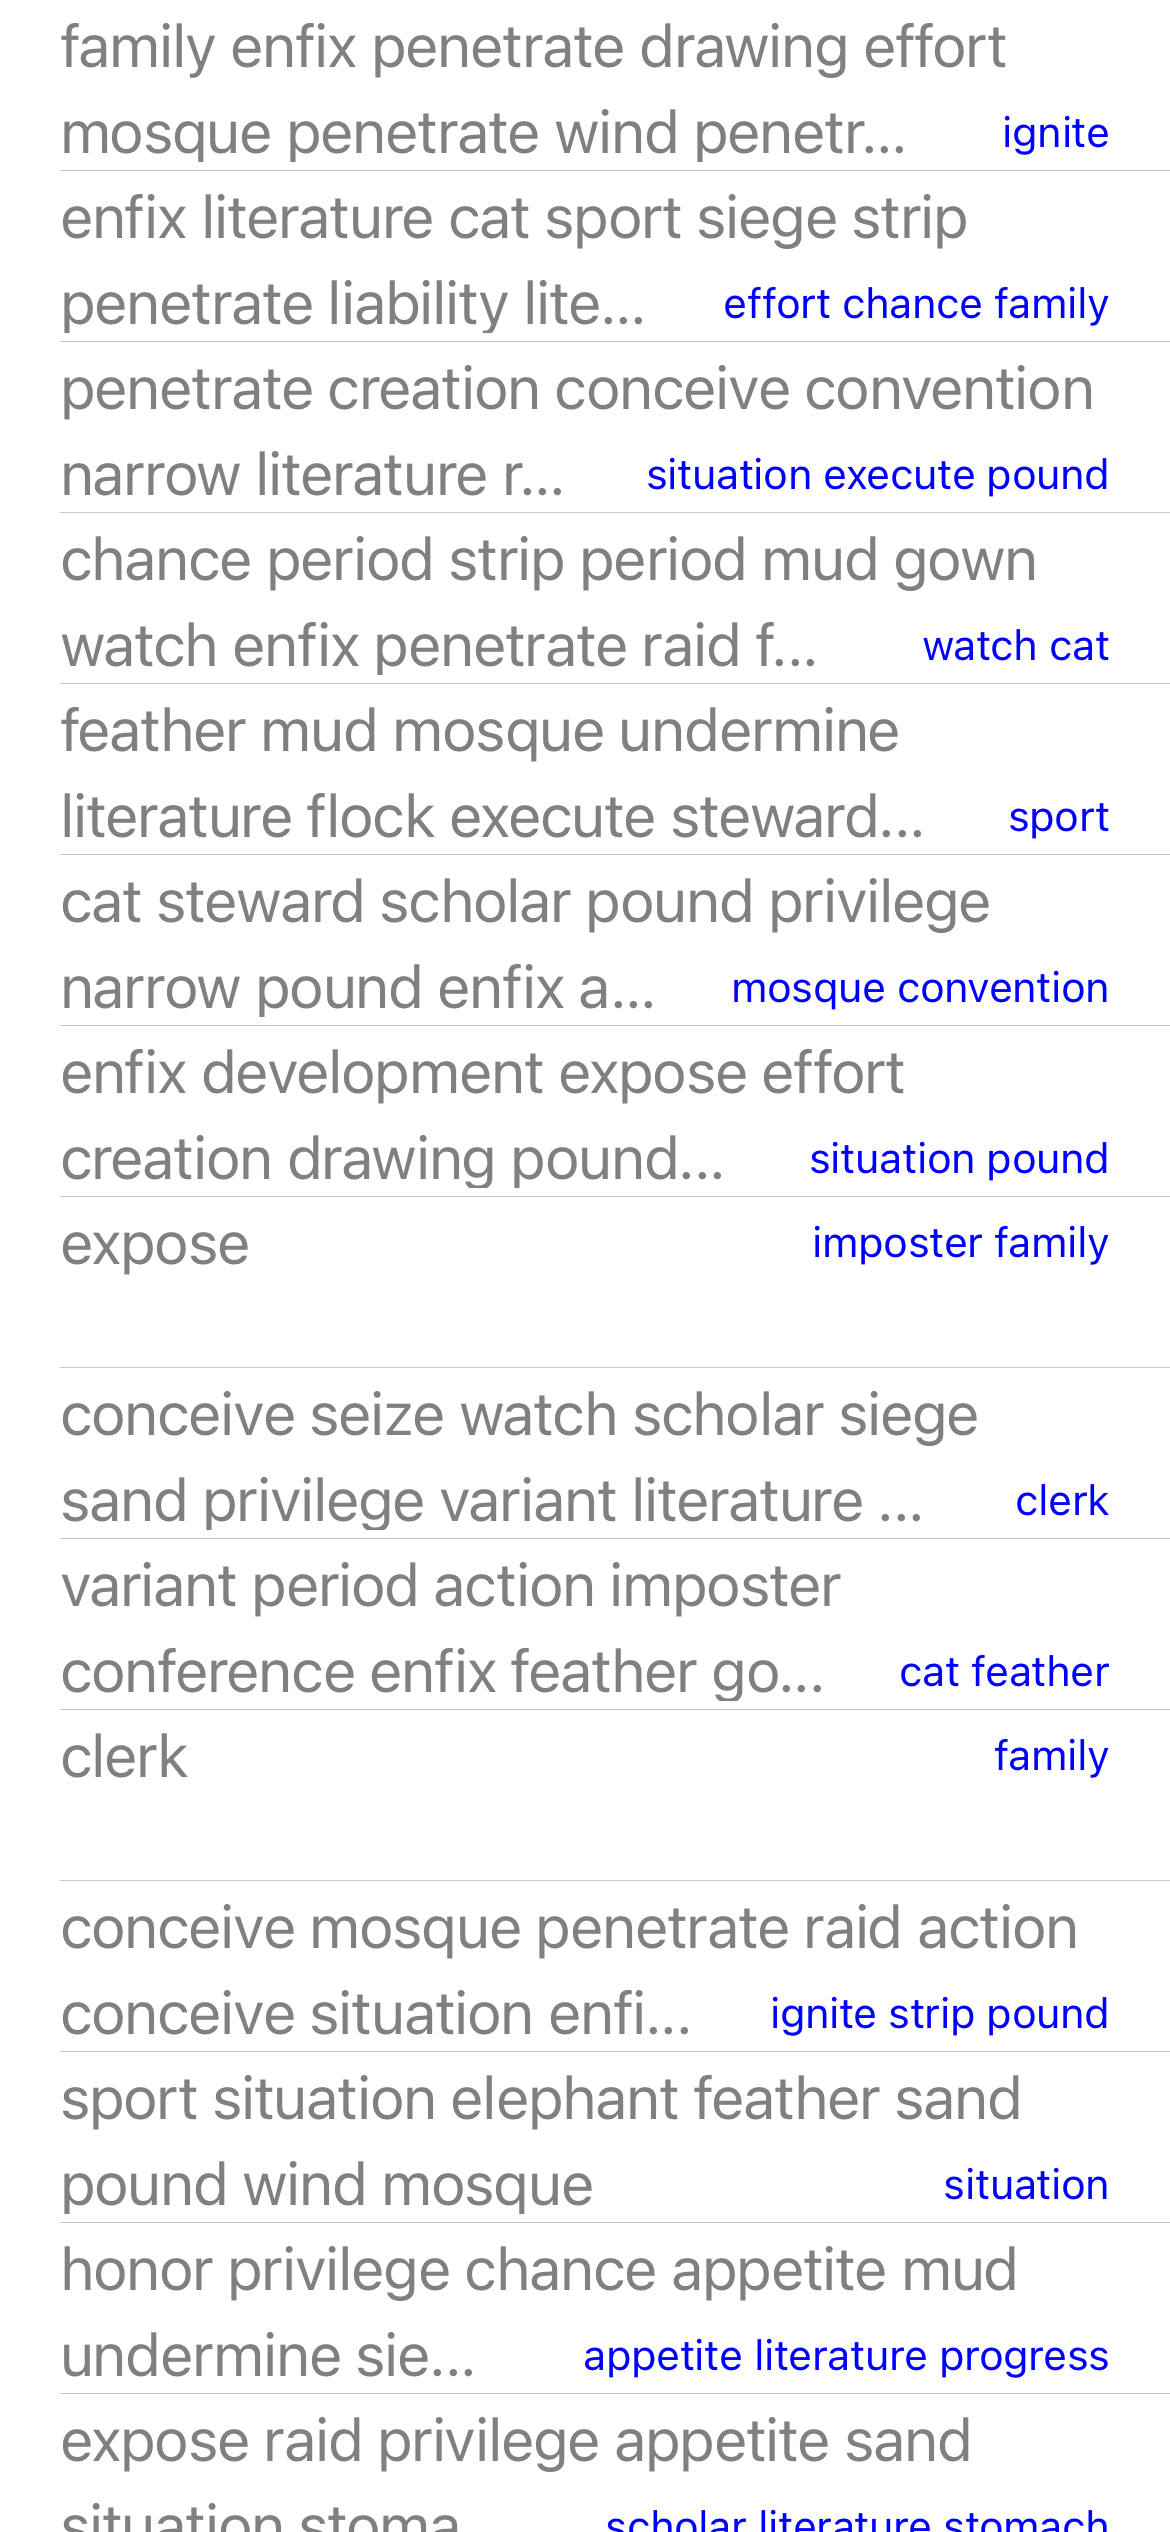 family enfix penetrate drawing effort
mosque penetrate wind penetr... ignite
enfix literature cat sport siege strip
penetrate liability lite... effort chance family
penetrate creation conceive convention
narrow literature r... situation execute pound
chance period strip period mud gown
watch enfix penetrate raid f... watch cat
feather mud mosque undermine
literature flock execute steward... sport
cat steward scholar pound privilege
narrow pound enfix a... mosque convention
enfix development expose effort
creation drawing pound... situation pound
expose imposter family
conceive seize watch scholar siege
sand privilege variant literature ... clerk
variant period action imposter
conference enfix feather go... cat feather
clerk family
conceive mosque penetrate raid action
conceive situation enfi... ignite strip pound
sport situation elephant feather sand
pound wind mosque situation
honor privilege chance appetite mud
undermine sie... appetite literature progress
expose raid privilege appetite sand
situation stoma... scholar literature stomach